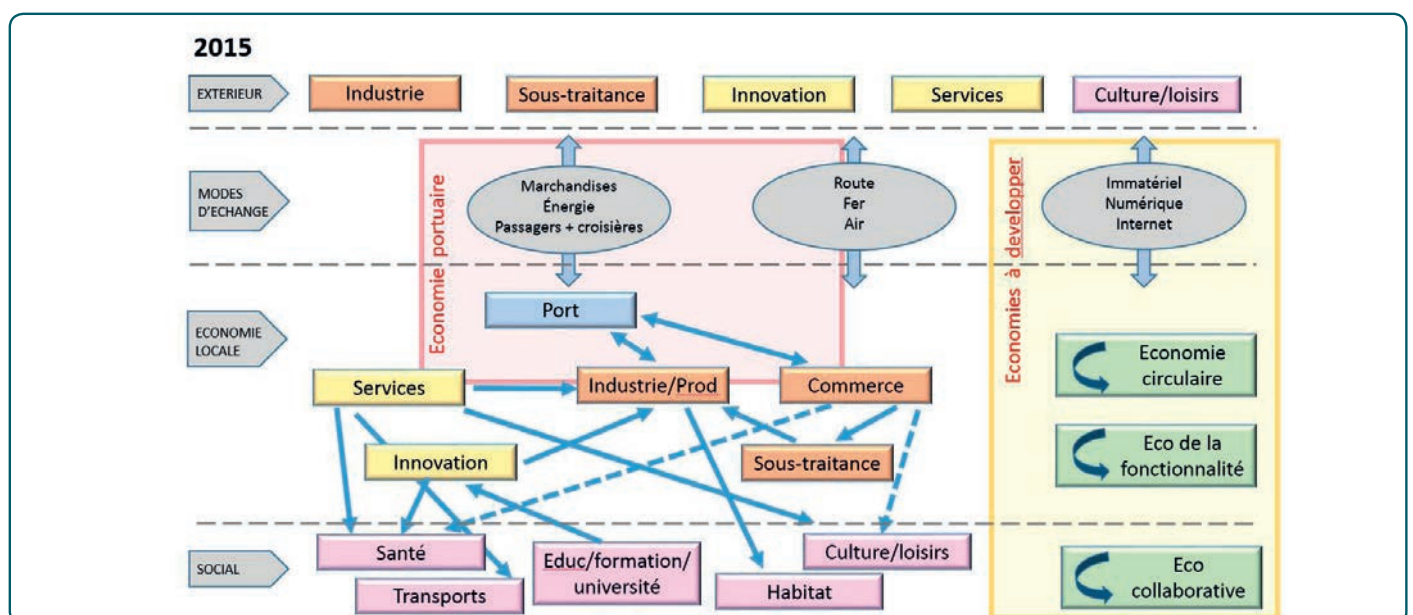 2015
EXTERIEUR
Industrie
Sous-traitance
Innovation
Services
Culture/loisirs
MODES
D'ECHANGE
Economie portuaire
Marchandises
Énergie
Passagers + croisières
Route
Fer
Air
Economies à developper
Immatériel
Numérique
Internet
ECONOMIE
LOCALE
Port
Services
Industrie/Prod
Commerce
Economie
circulaire
Innovation
Sous-traitance
Eco de la
fonctionnalité
SOCIAL
Santé
Transports
Educ/formation/
université
Habitat
Culture/loisirs
Eco
collaborative